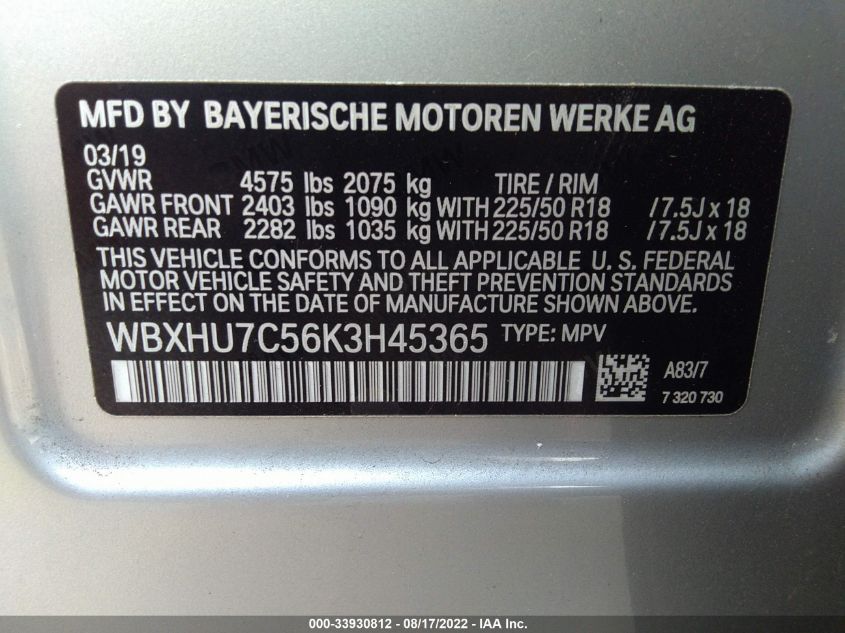 MFD BY BAYERISCHE MOTOREN WERKE AG
03/19
GVWR 4575 lbs 2075 kg TIRE / RIM
GAWR FRONT 2403 lbs 1090 kg WITH 225/50 R18 /7.5J x 18
GAWR REAR 2282 lbs 1035 kg WITH 225/50 R18 /7.5J x 18
THIS VEHICLE CONFORMS TO ALL APPLICABLE U. S. FEDERAL
MOTOR VEHICLE SAFETY AND THEFT PREVENTION STANDARDS
IN EFFECT ON THE DATE OF MANUFACTURE SHOWN ABOVE.
WBXHU7C56K3H45365 TYPE: MPV
A83/7
7 320 730
000-33930812 - 08/17/2022 - IAA Inc.